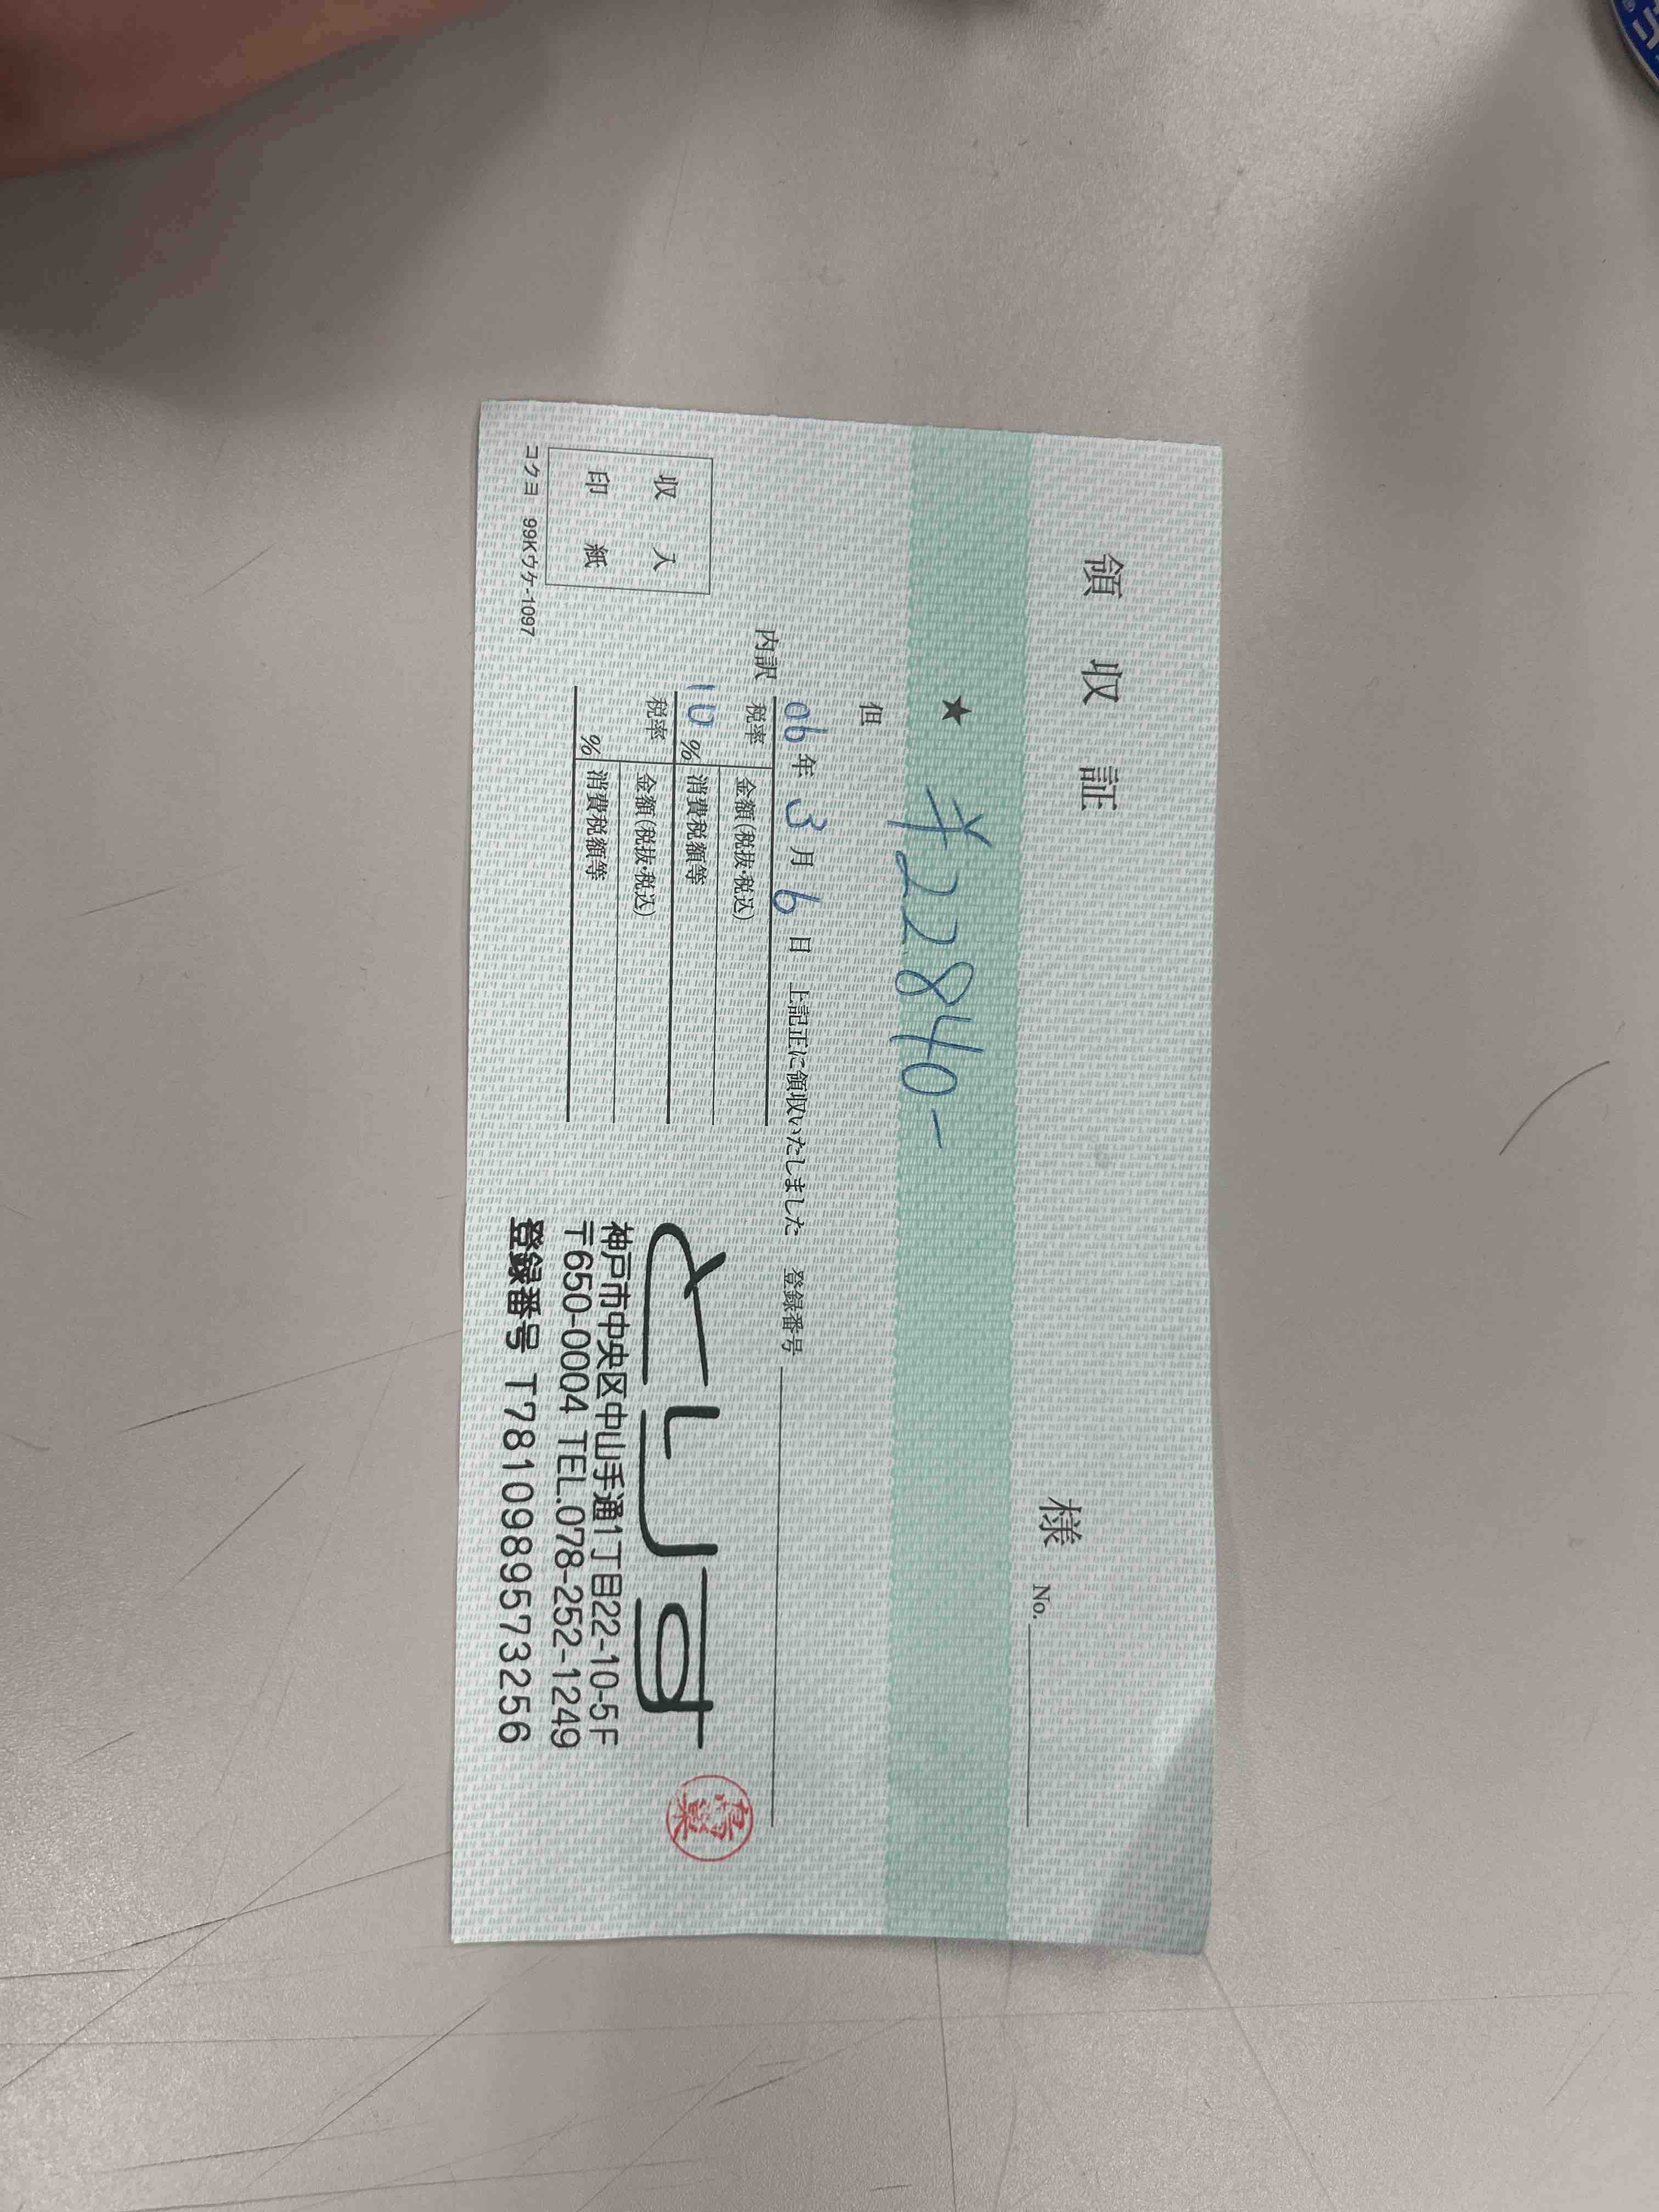 領収証
様 No.
★ ¥22840-
但
06年3月6日 上記正に領収いたしました 登録番号
内訳
税率 金額(税抜・税込)
10% 消費税額等
税率 金額(税抜・税込)
% 消費税額等
収入
印紙
コクヨ 99Kウケ-1097
とりす
神戸市中央区中山手通1丁目22-10-5F
〒650-0004 TEL.078-252-1249
登録番号 T7810989573256